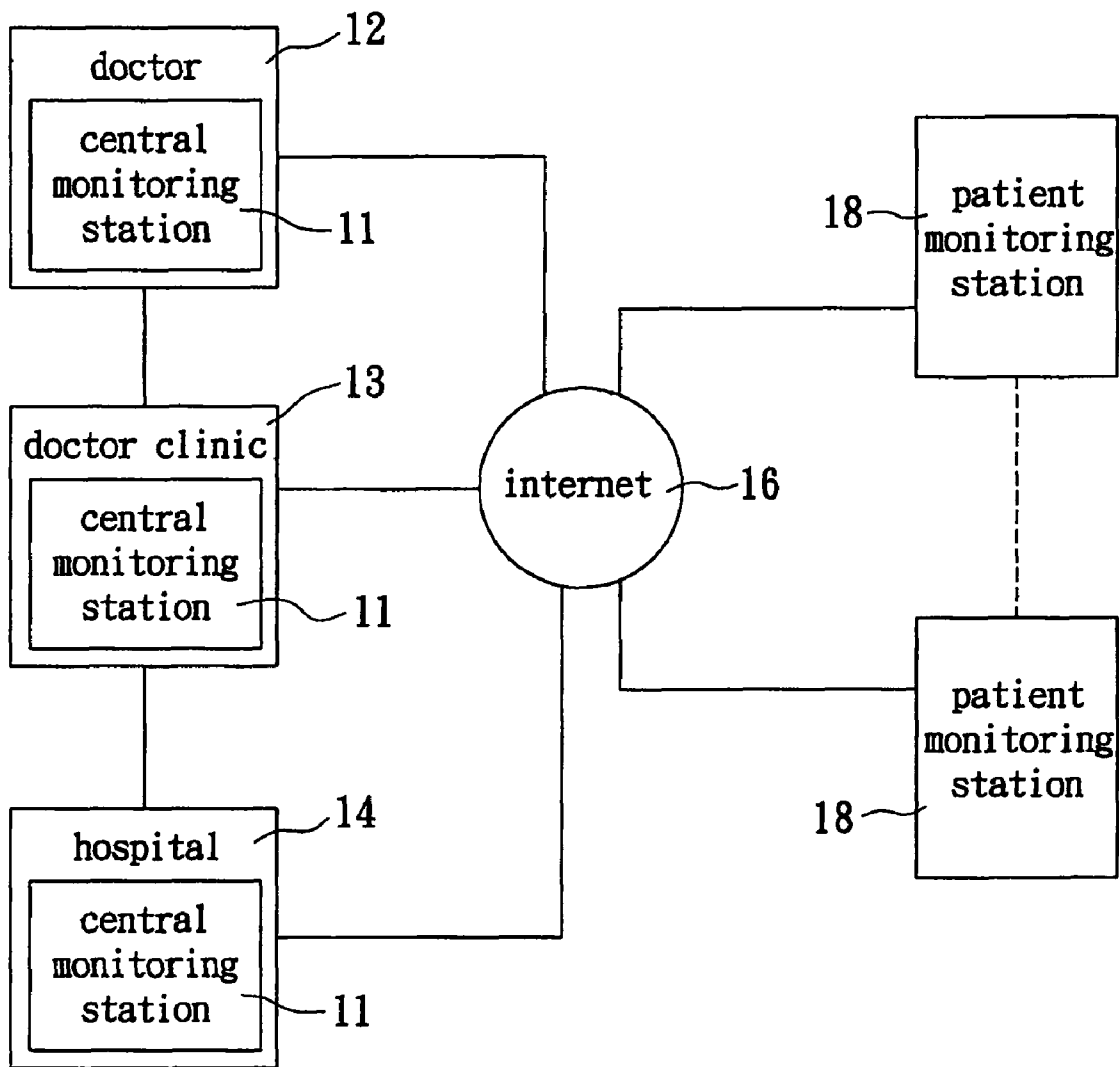 12
doctor
central
monitoring
station
11
13
doctor clinic
central
monitoring
station
11
14
hospital
central
monitoring
station
11
internet
16
18
patient
monitoring
station
patient
monitoring
station
18